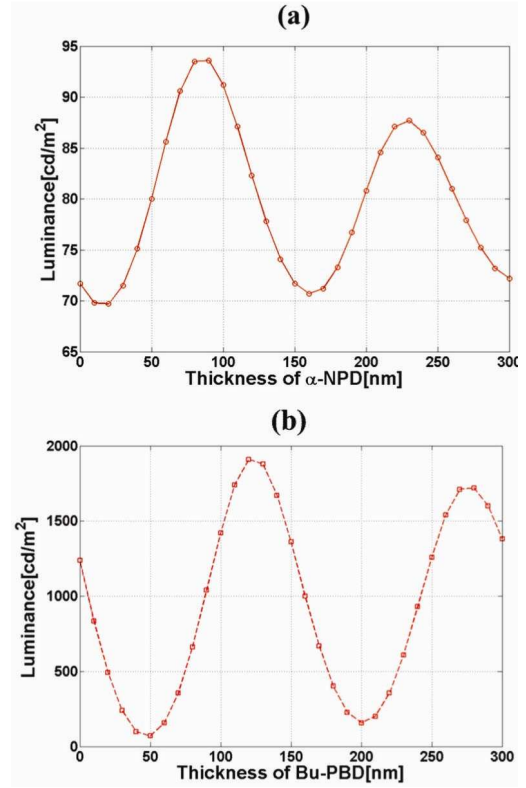 (a)
95
90
85
80
75
70
65
Luminance[cd/m²]
0 50 100 150 200 250 300
Thickness of α-NPD[nm]
(b)
2000
1500
1000
500
0
Luminance[cd/m²]
0 50 100 150 200 250 300
Thickness of Bu-PBD[nm]